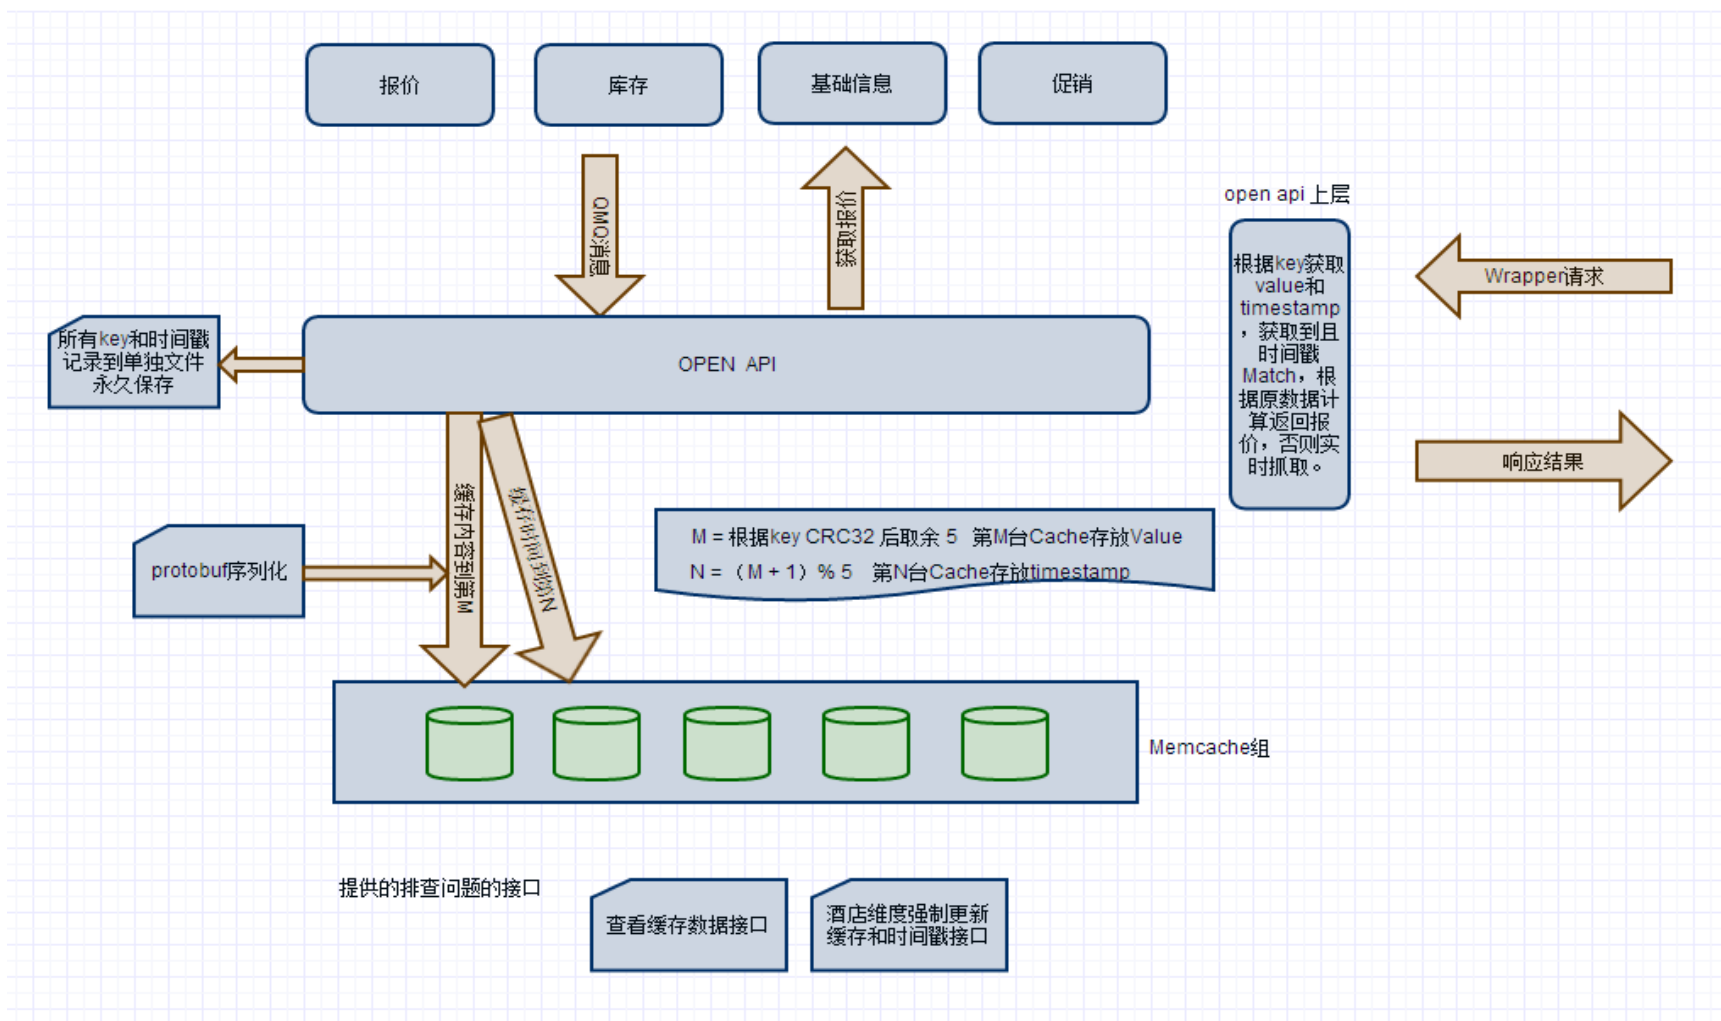 报价
库存
基础信息
促销
QMQ消息
获取报价
open api 上层
根据key获取
value和
timestamp
，获取到且
时间戳
Match，根
据原数据计
算返回报
价，否则实
时抓取。
Wrapper请求
响应结果
所有key和时间戳
记录到单独文件
永久保存
OPEN API
缓存内容到第M
缓存时间到第N
protobuf序列化
M = 根据key CRC32 后取余 5 第M台Cache存放Value
N = （M + 1）% 5 第N台Cache存放timestamp
Memcache组
提供的排查问题的接口
查看缓存数据接口
酒店维度强制更新
缓存和时间戳接口